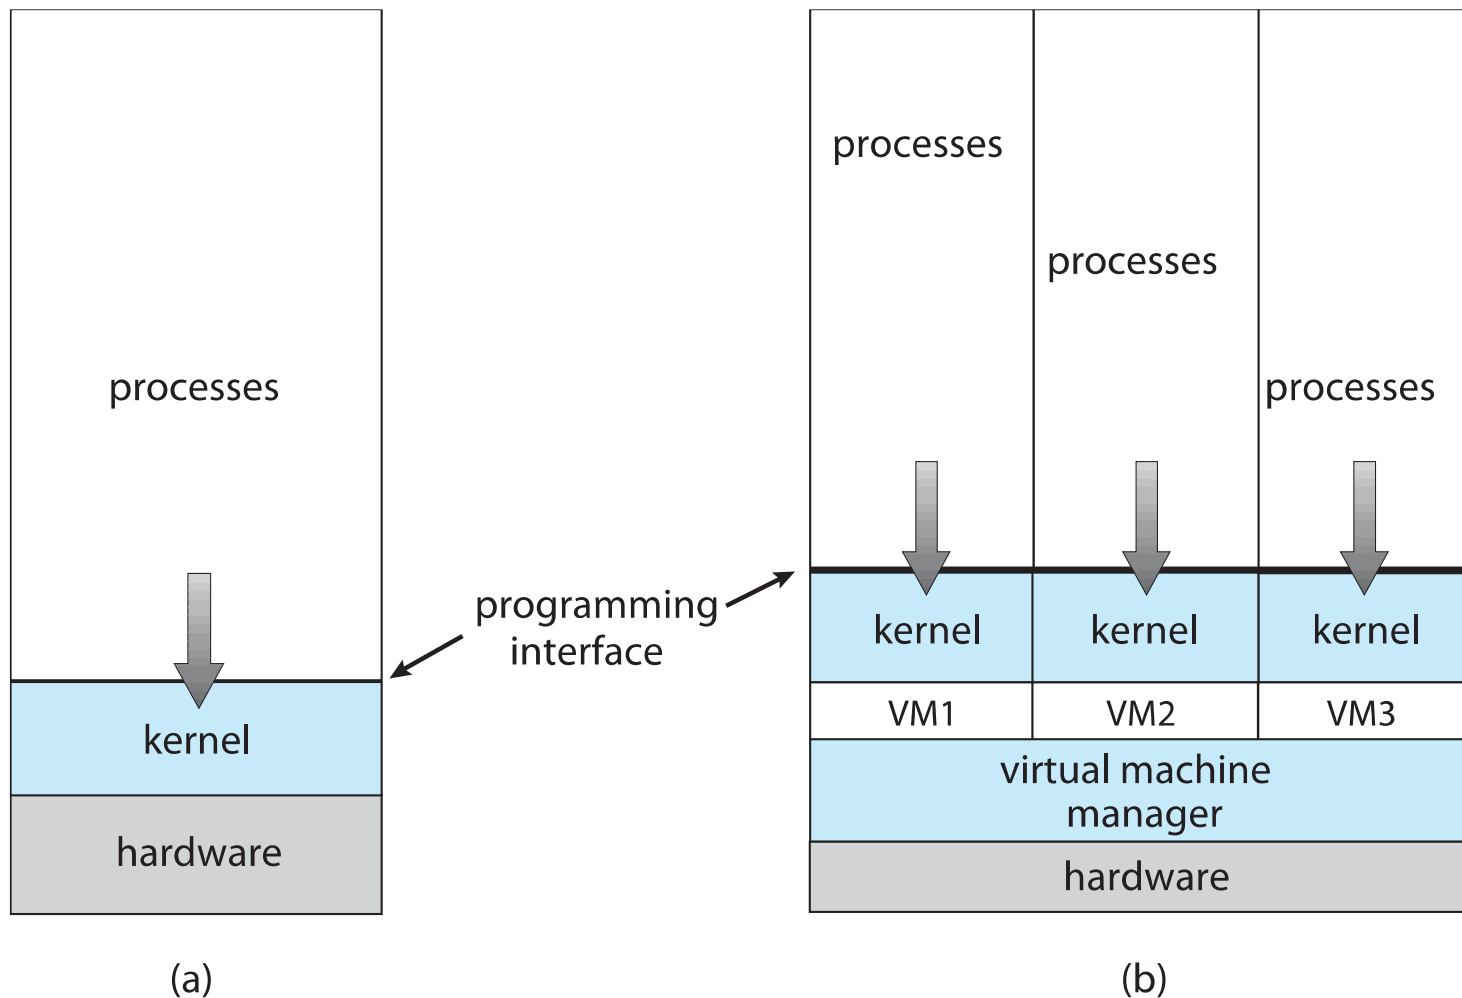 processes
kernel
hardware
(a)
programming
interface
processes
processes
processes
kernel
kernel
kernel
VM1
VM2
VM3
virtual machine
manager
hardware
(b)